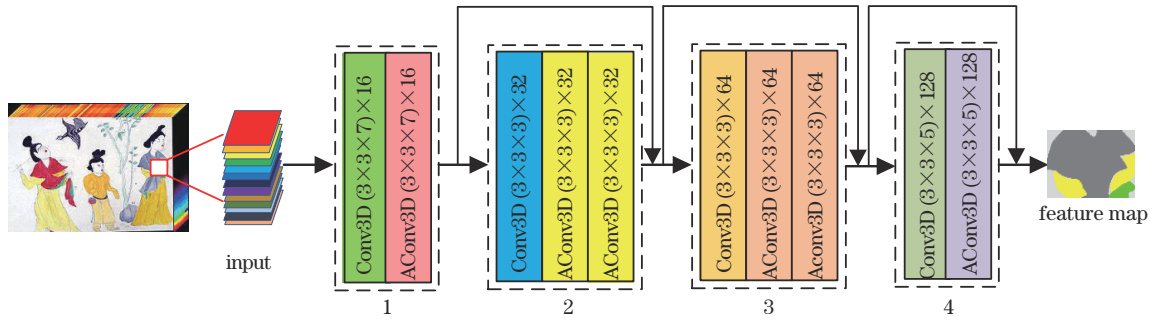 input
Conv3D (3×3×7)×16
AConv3D (3×3×7)×16
1
Conv3D (3×3×3)×32
AConv3D (3×3×3)×32
AConv3D (3×3×3)×32
2
Conv3D (3×3×3)×64
AConv3D (3×3×3)×64
Aconv3D (3×3×3)×64
3
Conv3D (3×3×5)×128
AConv3D (3×3×5)×128
4
feature map